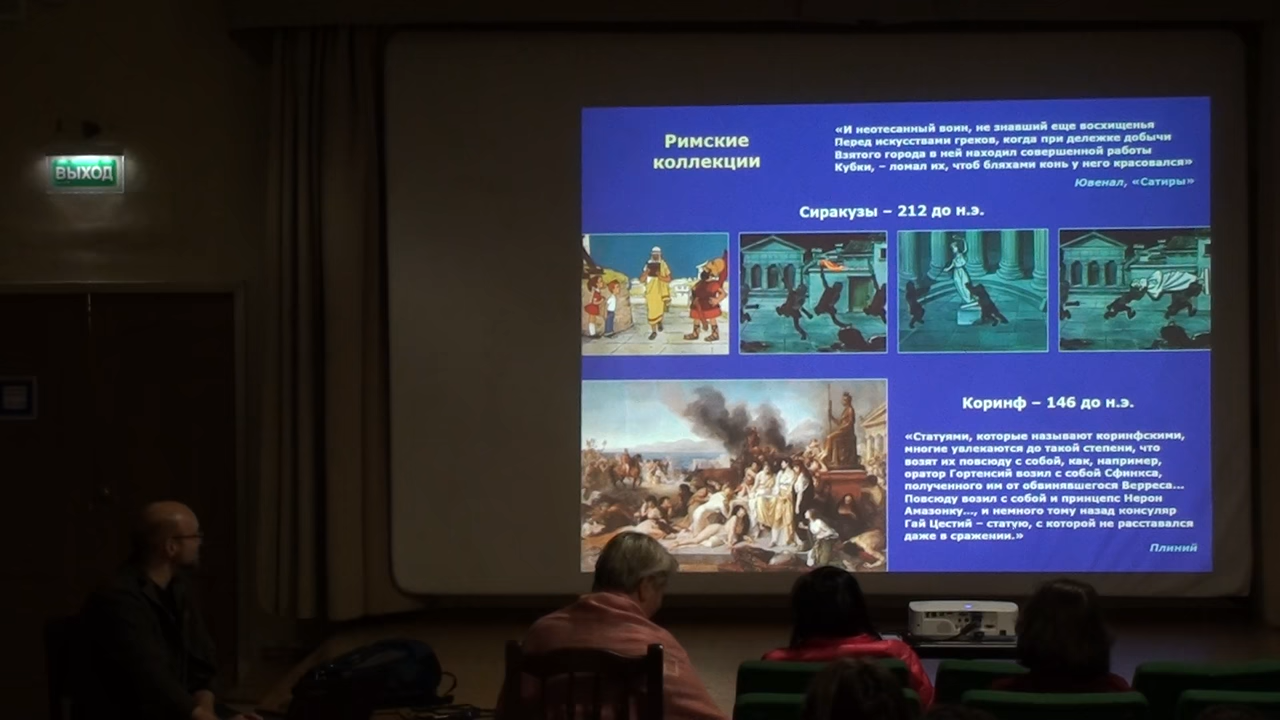 ВЫХОД
Римские
коллекции
«И неотесанный воин, не знавший еще восхищенья
Перед искусствами греков, когда при дележке добычи
Взятого города в ней находил совершенной работы
Кубки, – ломал их, чтоб бляхами конь у него красовался»
Ювенал, «Сатиры»
Сиракузы – 212 до н.э.
Коринф – 146 до н.э.
«Статуями, которые называют коринфскими,
многие увлекаются до такой степени, что
возят их повсюду с собой, как, например,
оратор Гортензий возил с собой Сфинкса,
полученного им от обвинявшегося Верреса...
Повсюду возил с собой и принцепс Нерон
Амазонку..., и немного тому назад консуляр
Гай Цестий – статую, с которой не расставался
даже в сражении.»
Плиний